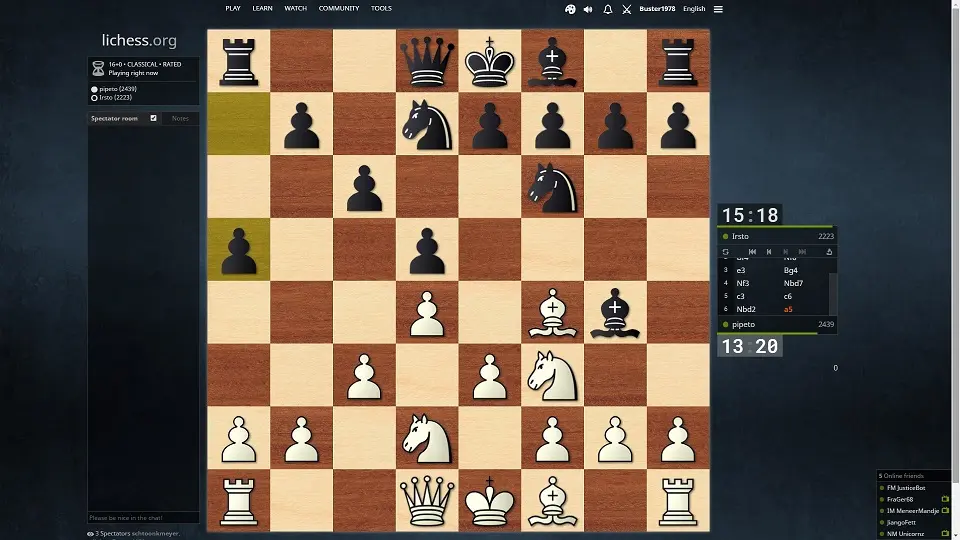 PLAY LEARN WATCH COMMUNITY TOOLS Buster1978 English
lichess.org
16+0 • CLASSICAL • RATED
Playing right now
pipeto (2439)
Irsto (2223)
Spectator room Notes
15:18
Irsto 2223
3 e3 Bg4
4 Nf3 Nbd7
5 c3 c6
6 Nbd2 a5
pipeto 2439
13:20
0
Please be nice in the chat!
3 Spectators schtoonkmeyer,
5 Online friends
FM JusticeBot
FraGer68
IM MeneerMandje
JiangoFett
NM Unicornz